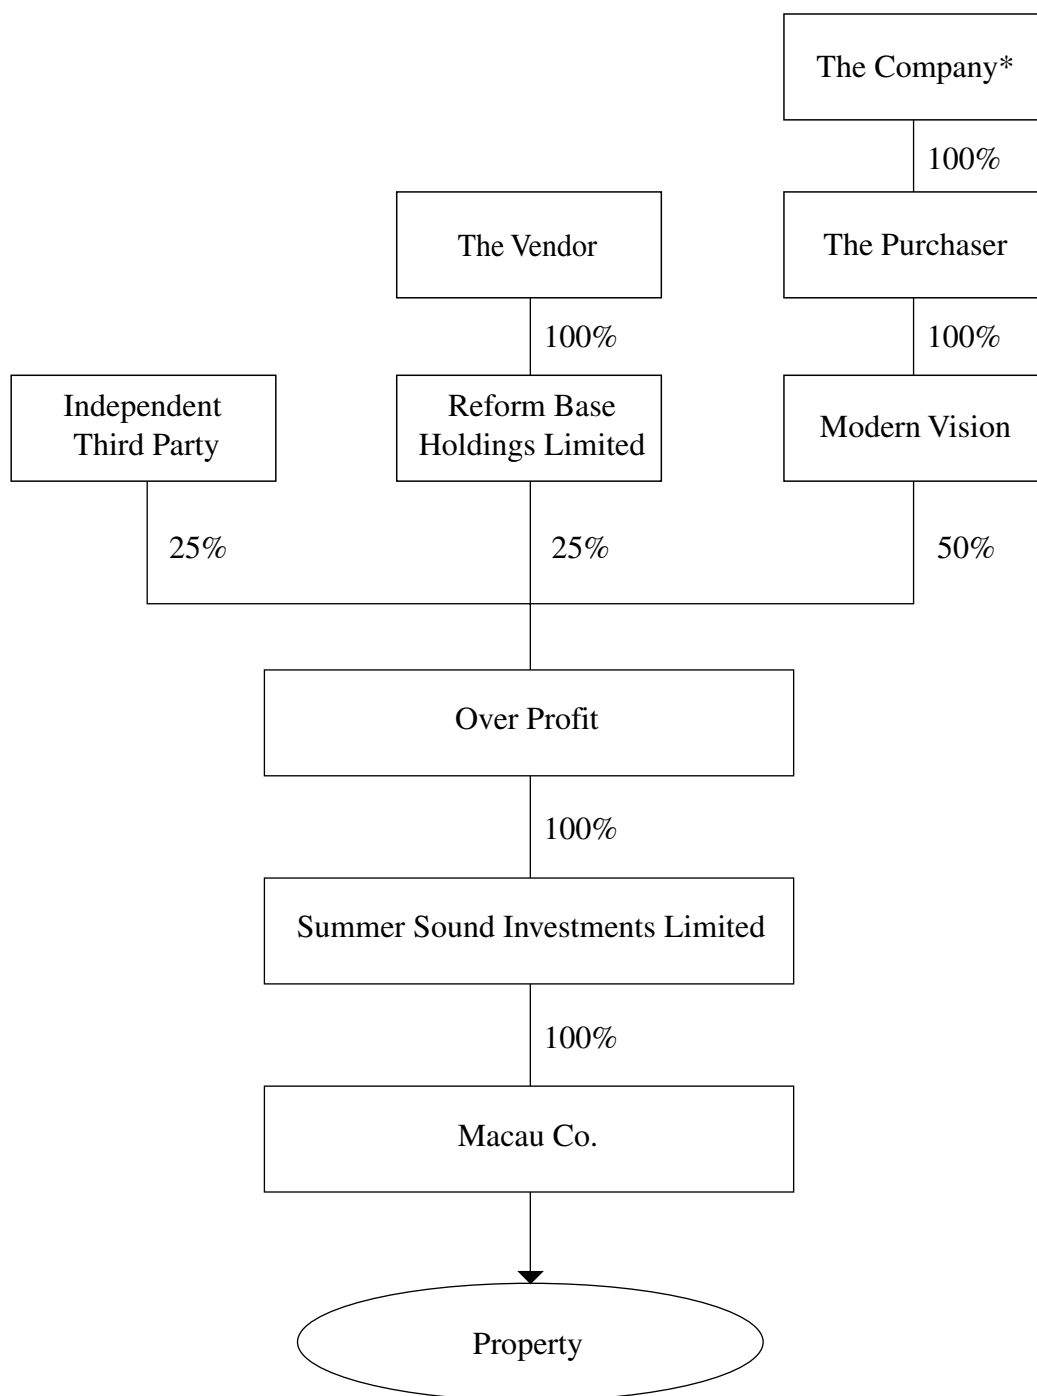 The Company*
100%
The Vendor
The Purchaser
100%
100%
Independent
Third Party
Reform Base
Holdings Limited
Modern Vision
25%
25%
50%
Over Profit
100%
Summer Sound Investments Limited
100%
Macau Co.
Property